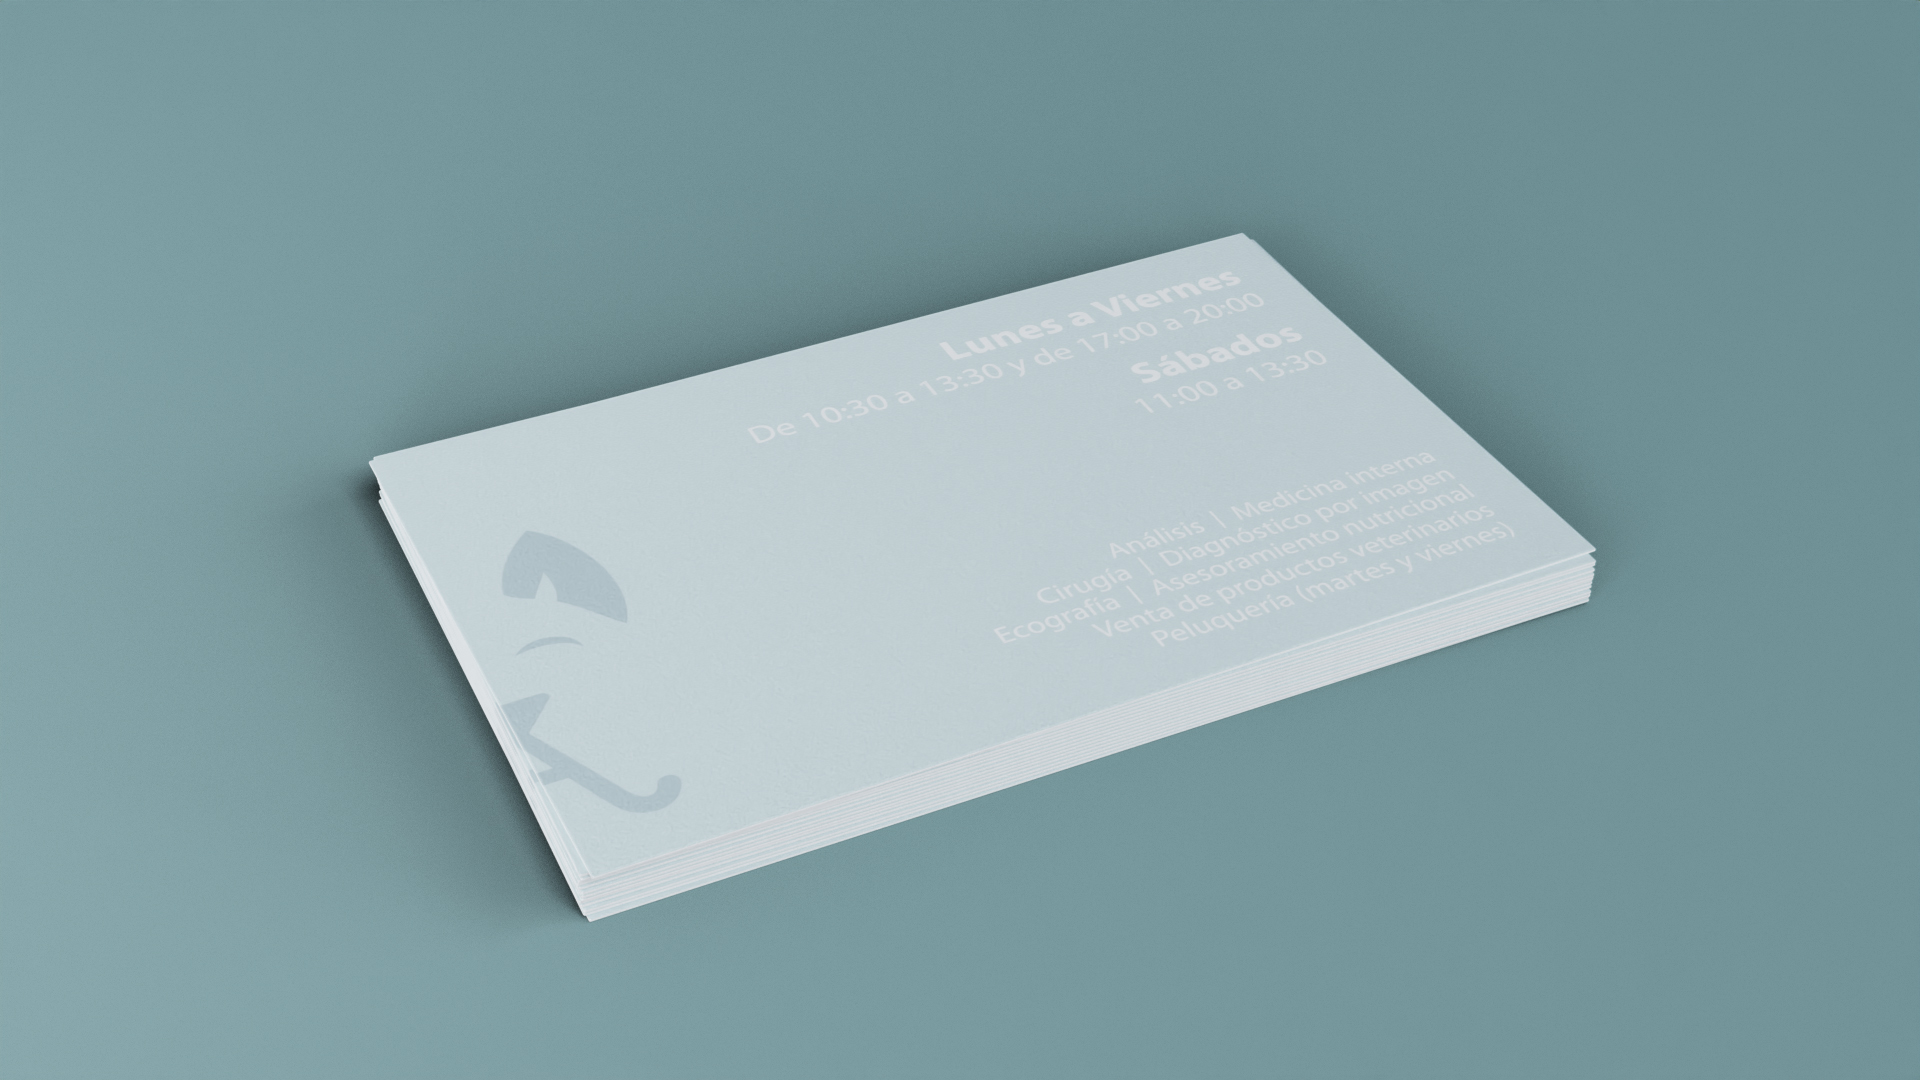 Lunes a Viernes
De 10:30 a 13:30 y de 17:00 a 20:00
Sábados
11:00 a 13:30
Análisis | Medicina interna
Cirugía | Diagnóstico por imagen
Ecografía | Asesoramiento nutricional
Venta de productos veterinarios
Peluquería (martes y viernes)